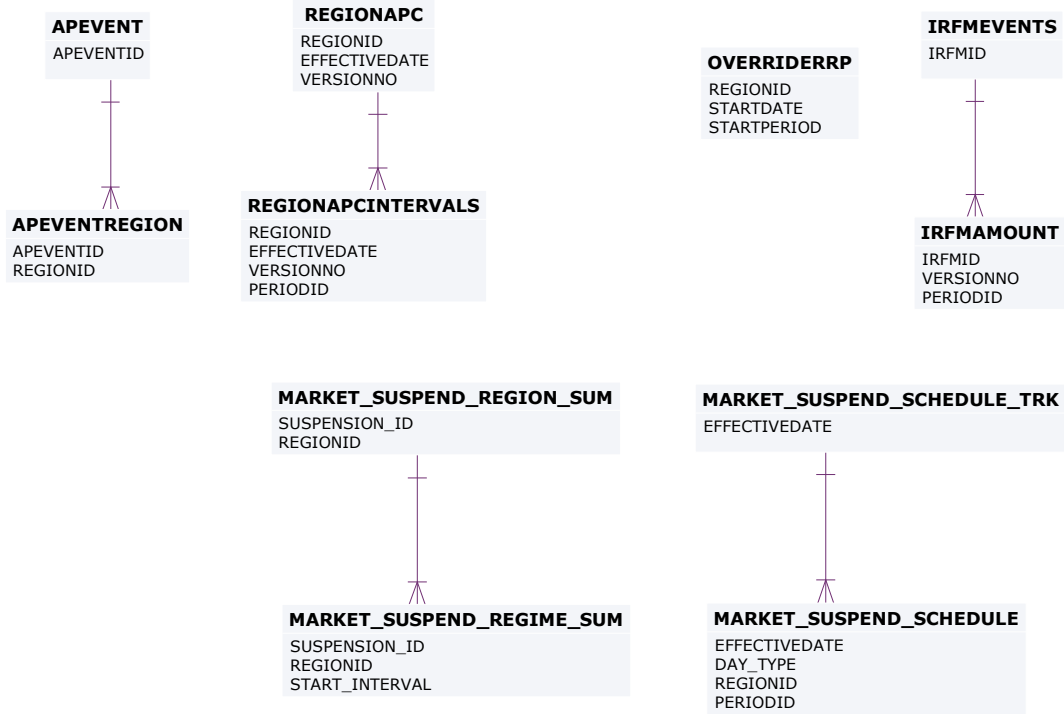 APEVENT
APEVENTID
REGIONAPC
REGIONID
EFFECTIVEDATE
VERSIONNO
OVERRIDERRP
REGIONID
STARTDATE
STARTPERIOD
IRFMEVENTS
IRFMID
APEVENTREGION
APEVENTID
REGIONID
REGIONAPCINTERVALS
REGIONID
EFFECTIVEDATE
VERSIONNO
PERIODID
IRFMAMOUNT
IRFMID
VERSIONNO
PERIODID
MARKET_SUSPEND_REGION_SUM
SUSPENSION_ID
REGIONID
MARKET_SUSPEND_SCHEDULE_TRK
EFFECTIVEDATE
MARKET_SUSPEND_REGIME_SUM
SUSPENSION_ID
REGIONID
START_INTERVAL
MARKET_SUSPEND_SCHEDULE
EFFECTIVEDATE
DAY_TYPE
REGIONID
PERIODID